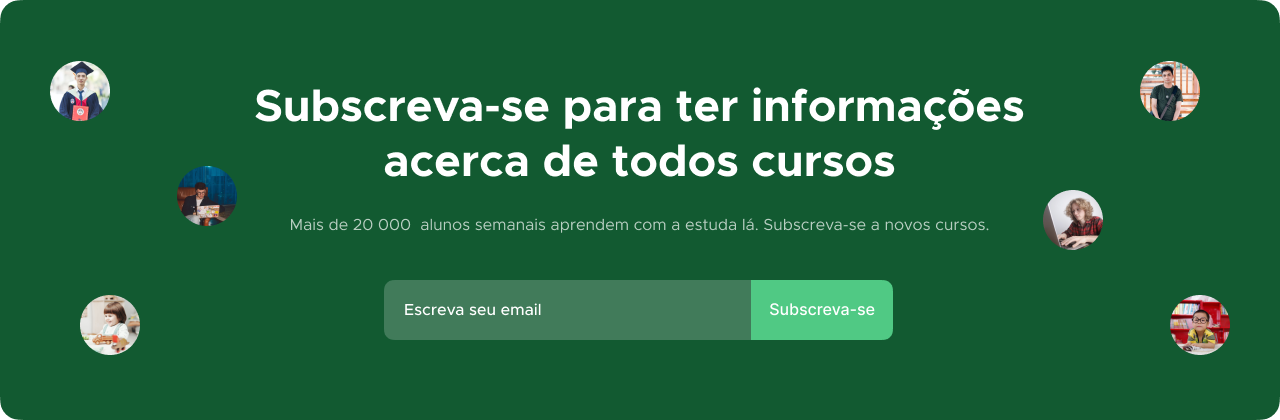 Subscreva-se para ter informações
acerca de todos cursos
Mais de 20 000  alunos semanais aprendem com a estuda lá. Subscreva-se a novos cursos.
Escreva seu email
Subscreva-se